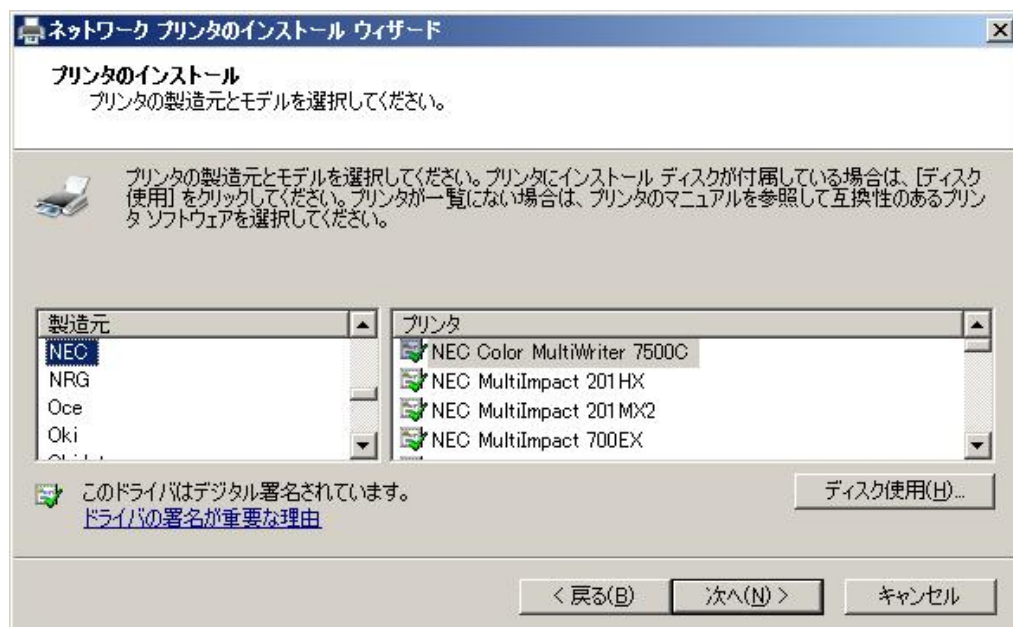 ネットワーク プリンタのインストール ウィザード
プリンタのインストール
プリンタの製造元とモデルを選択してください。
プリンタの製造元とモデルを選択してください。プリンタにインストール ディスクが付属している場合は、[ディスク
使用] をクリックしてください。プリンタが一覧にない場合は、プリンタのマニュアルを参照して互換性のあるプリン
タ ソフトウェアを選択してください。
製造元
NEC
NRG
Oce
Oki
プリンタ
NEC Color MultiWriter 7500C
NEC MultiImpact 201HX
NEC MultiImpact 201MX2
NEC MultiImpact 700EX
このドライバはデジタル署名されています。
ドライバの署名が重要な理由
ディスク使用(H)...
< 戻る(B)
次へ(N) >
キャンセル